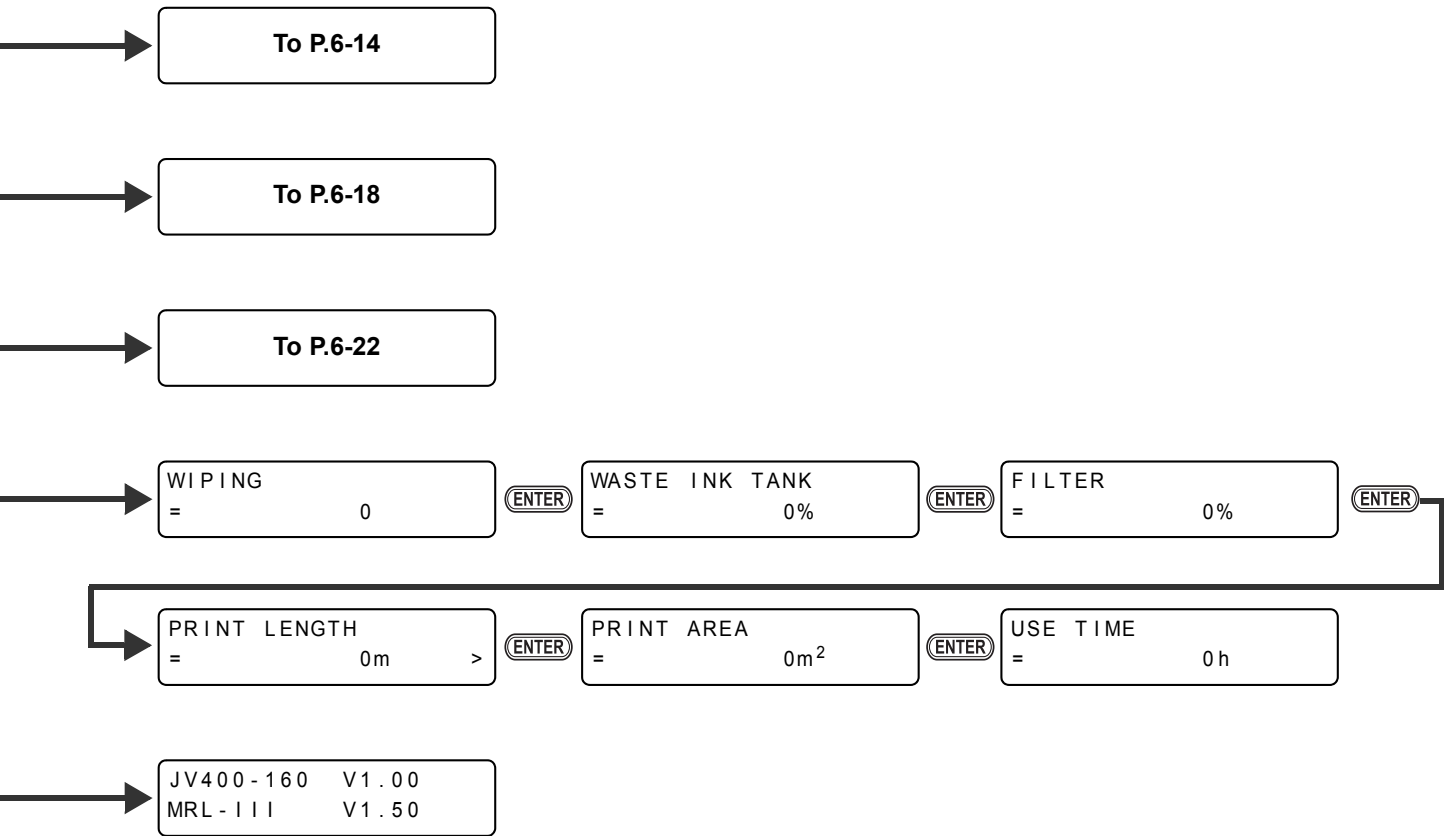 To P.6-14
To P.6-18
To P.6-22
WIPING
= 0
ENTER
WASTE INK TANK
= 0%
ENTER
FILTER
= 0%
ENTER
PRINT LENGTH
= 0m >
ENTER
PRINT AREA
= 0m²
ENTER
USE TIME
= 0h
JV400-160 V1.00
MRL-III V1.50